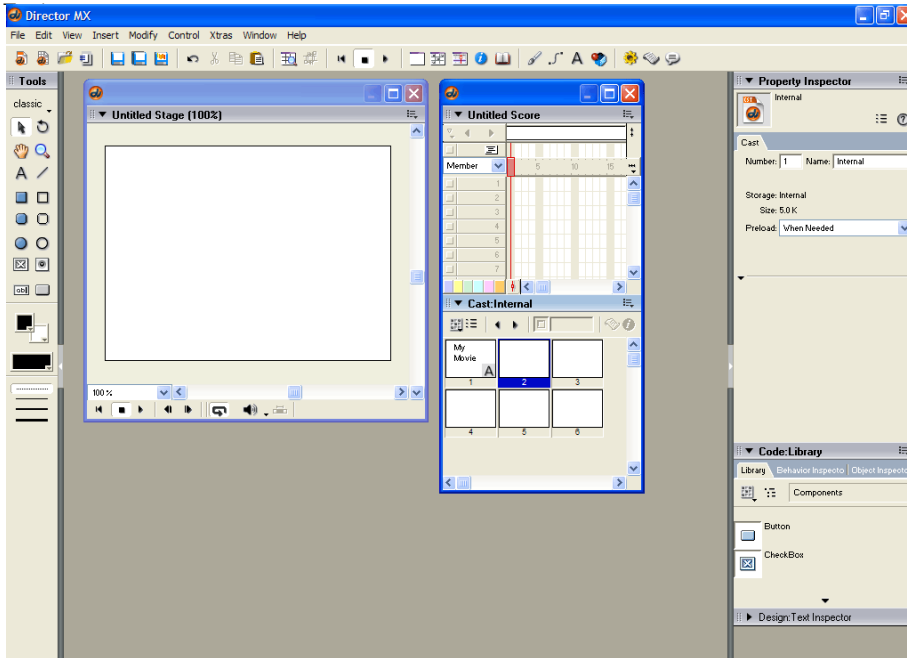 Director MX
File Edit View Insert Modify Control Xtras Window Help
Tools
classic
A
Untitled Stage (100%)
100 %
Untitled Score
Member
5 10 15
1
2
3
4
5
6
7
Cast:Internal
My
Movie
A
1 2 3
4 5 6
Property Inspector
Internal
Cast
Number: 1 Name: Internal
Storage: Internal
Size: 5.0 K
Preload: When Needed
Code:Library
Library Behavior Inspecto Object Inspecto
Components
Button
CheckBox
Design:Text Inspector